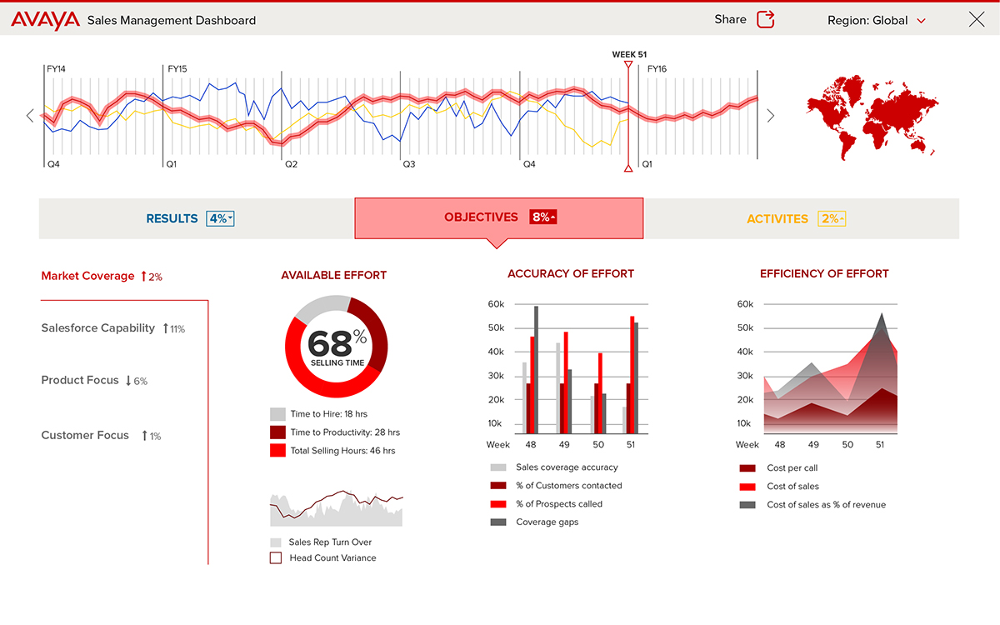 AVAYA Sales Management Dashboard
Share
Region: Global
WEEK 51
FY14
FY15
FY16
Q4
Q1
Q2
Q3
Q4
Q1
RESULTS 4%
OBJECTIVES 8%
ACTIVITES 2%
Market Coverage 2%
Salesforce Capability 11%
Product Focus 6%
Customer Focus 1%
AVAILABLE EFFORT
68%
SELLING TIME
Time to Hire: 18 hrs
Time to Productivity: 28 hrs
Total Selling Hours: 46 hrs
Sales Rep Turn Over
Head Count Variance
ACCURACY OF EFFORT
60k
50k
40k
30k
20k
10k
Week 48 49 50 51
Sales coverage accuracy
% of Customers contacted
% of Prospects called
Coverage gaps
EFFICIENCY OF EFFORT
60k
50k
40k
30k
20k
10k
Week 48 49 50 51
Cost per call
Cost of sales
Cost of sales as % of revenue